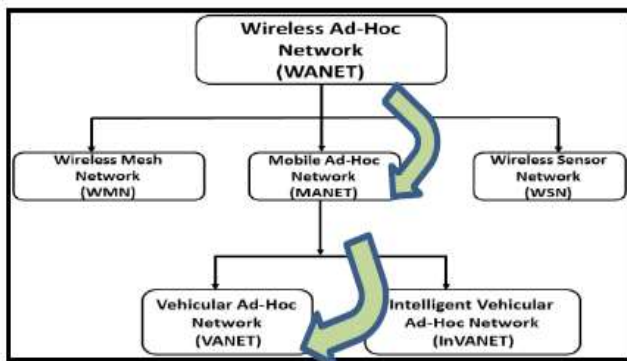 Wireless Ad-Hoc
Network
(WANET)
Wireless Mesh
Network
(WMN)
Mobile Ad-Hoc
Network
(MANET)
Wireless Sensor
Network
(WSN)
Vehicular Ad-Hoc
Network
(VANET)
Intelligent Vehicular
Ad-Hoc Network
(InVANET)